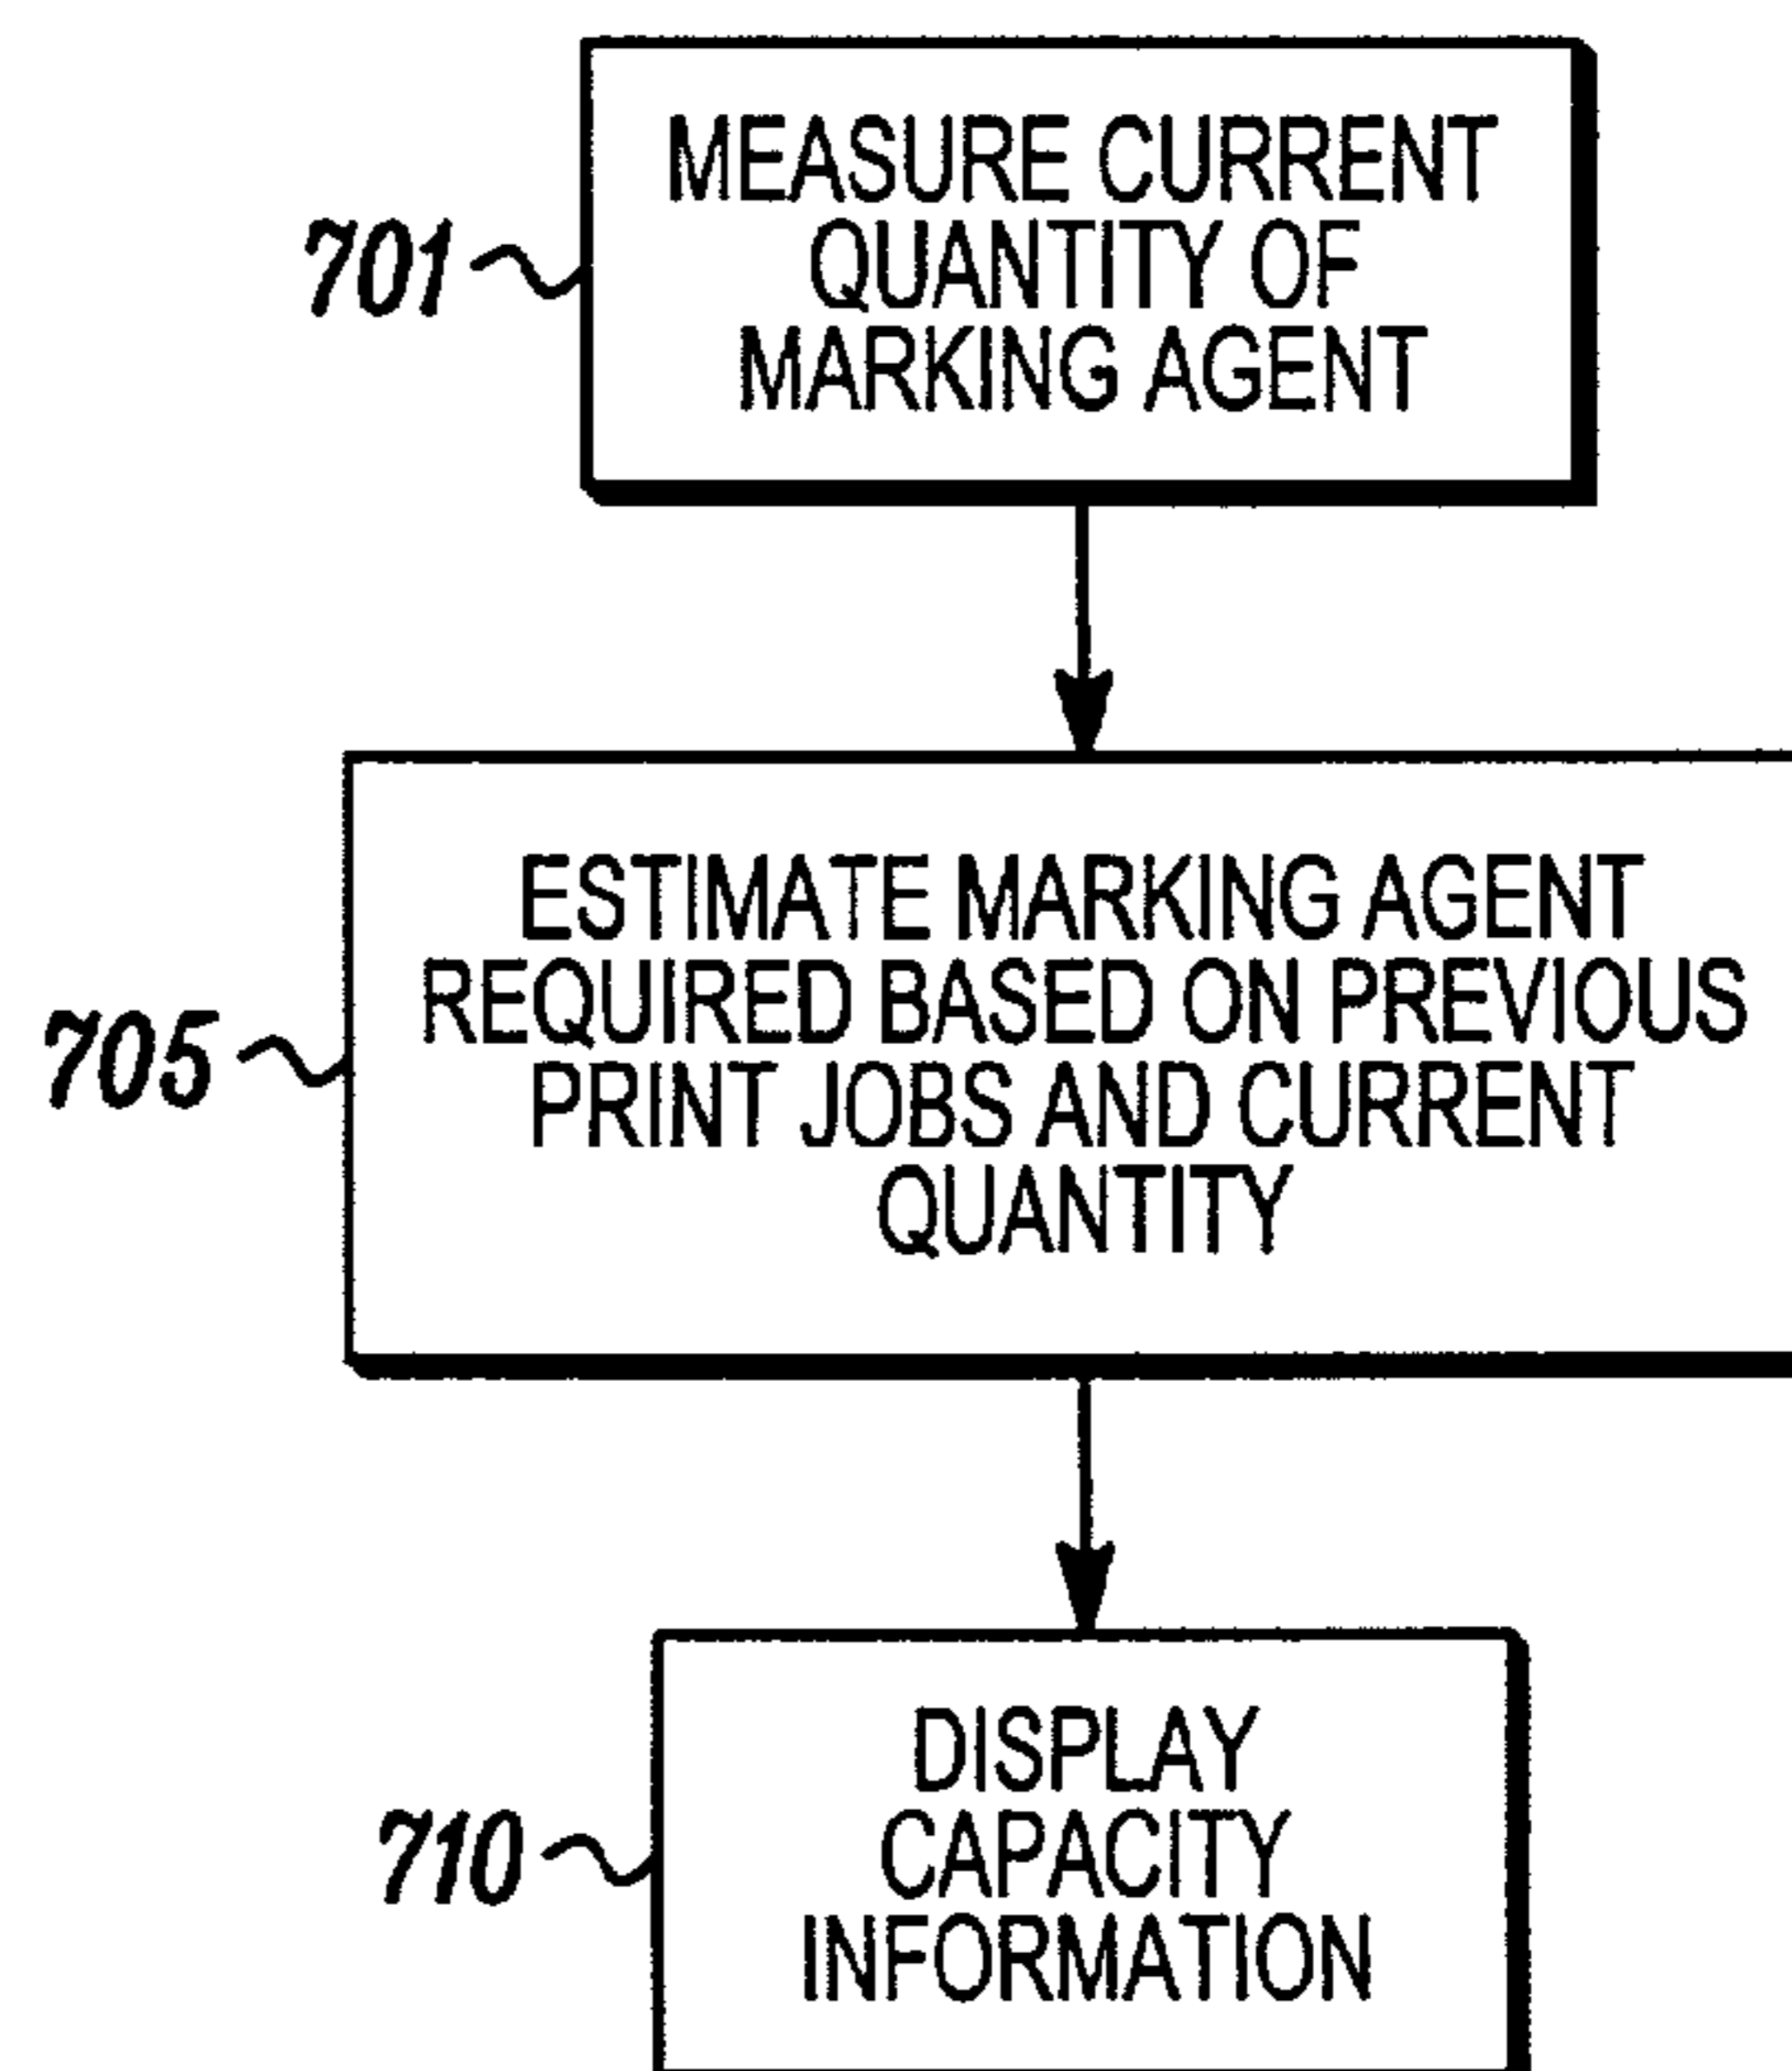 701
MEASURE CURRENT
QUANTITY OF
MARKING AGENT
705
ESTIMATE MARKING AGENT
REQUIRED BASED ON PREVIOUS
PRINT JOBS AND CURRENT
QUANTITY
710
DISPLAY
CAPACITY
INFORMATION